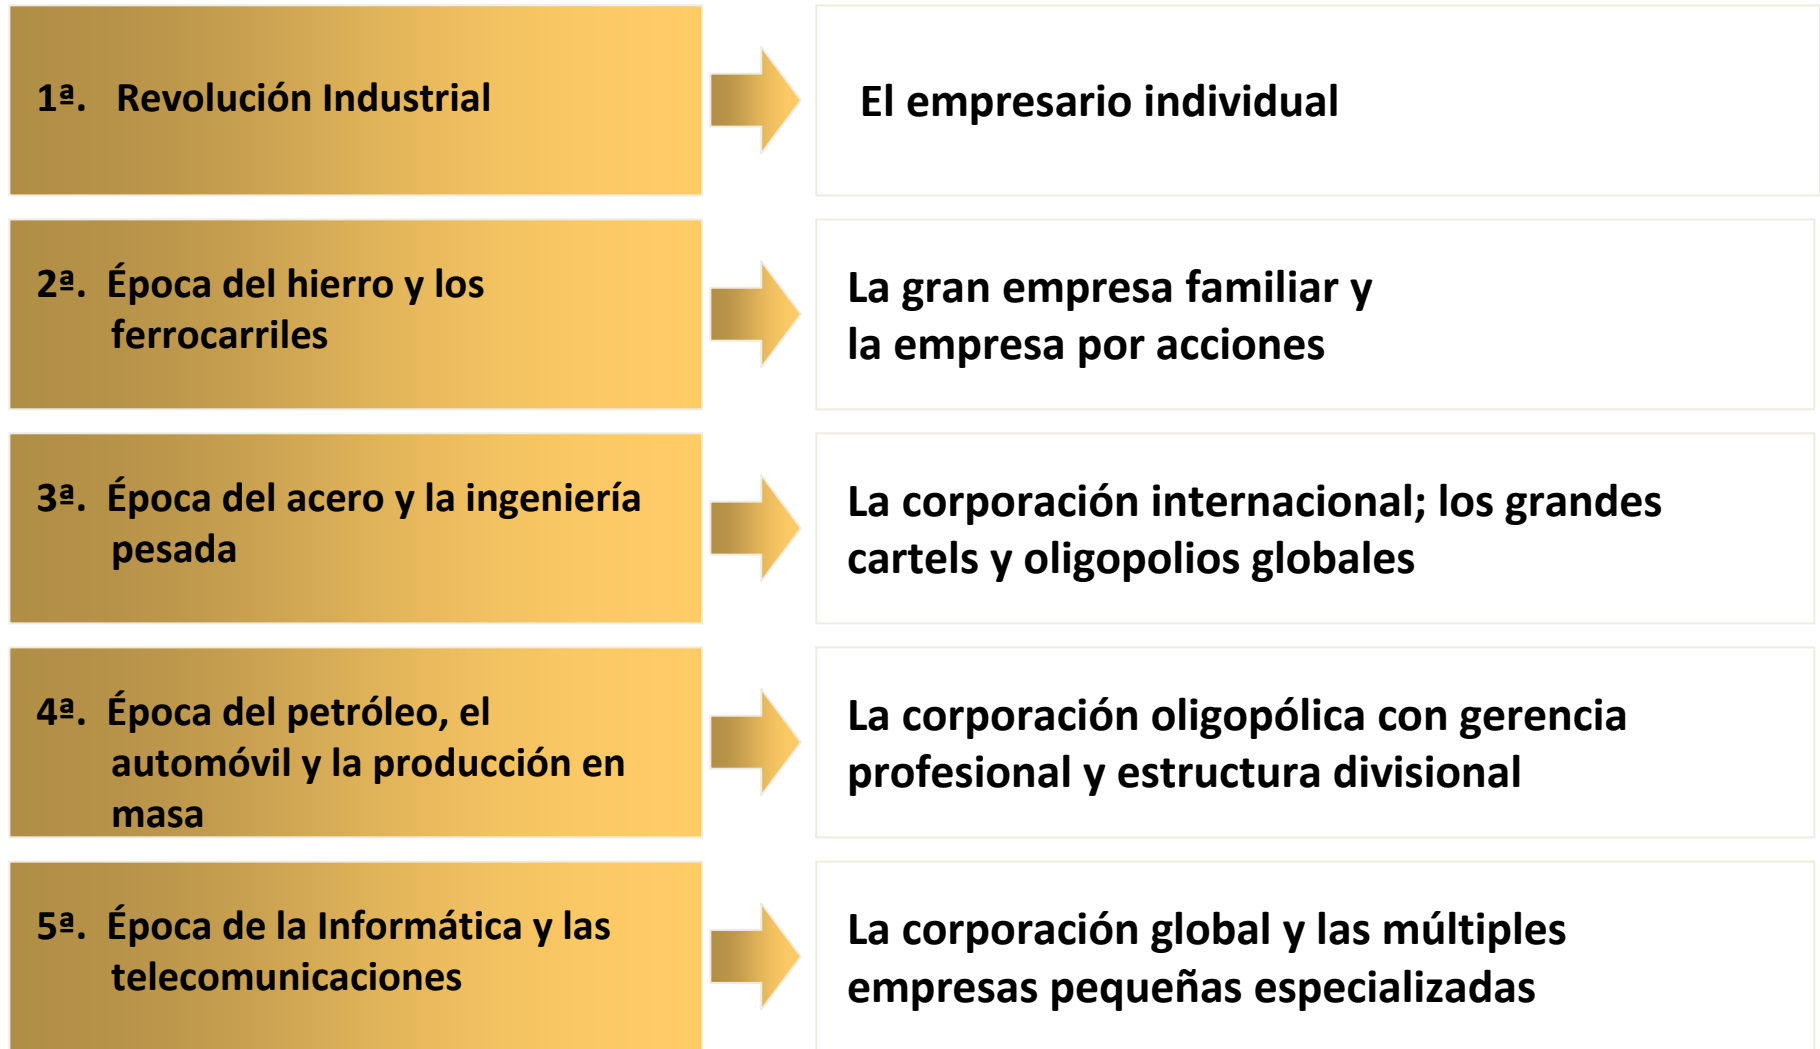 1ª. Revolución Industrial
El empresario individual
2ª. Época del hierro y los
ferrocarriles
La gran empresa familiar y
la empresa por acciones
3ª. Época del acero y la ingeniería
pesada
La corporación internacional; los grandes
cartels y oligopolios globales
4ª. Época del petróleo, el
automóvil y la producción en
masa
La corporación oligopólica con gerencia
profesional y estructura divisional
5ª. Época de la Informática y las
telecomunicaciones
La corporación global y las múltiples
empresas pequeñas especializadas